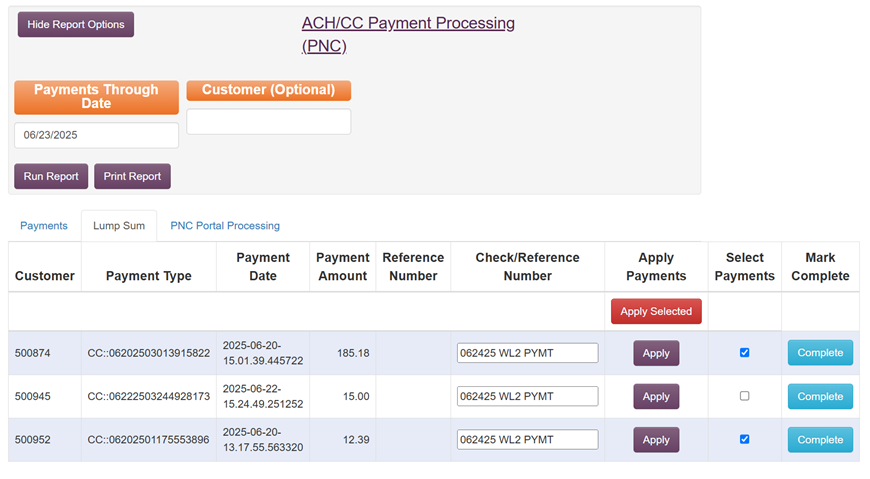 Hide Report Options
ACH/CC Payment Processing
(PNC)
Payments Through
Date
Customer (Optional)
06/23/2025
Run Report Print Report
Payments Lump Sum PNC Portal Processing
Customer Payment Type Payment Date Payment Amount Reference Number Check/Reference Number Apply Payments Select Payments Mark Complete
Apply Selected
500874 CC::06202503013915822 2025-06-20-15.01.39.445722 185.18 062425 WL2 PYMT Apply Complete
500945 CC::06222503244928173 2025-06-22-15.24.49.251252 15.00 062425 WL2 PYMT Apply Complete
500952 CC::06202501175553896 2025-06-20-13.17.55.563320 12.39 062425 WL2 PYMT Apply Complete